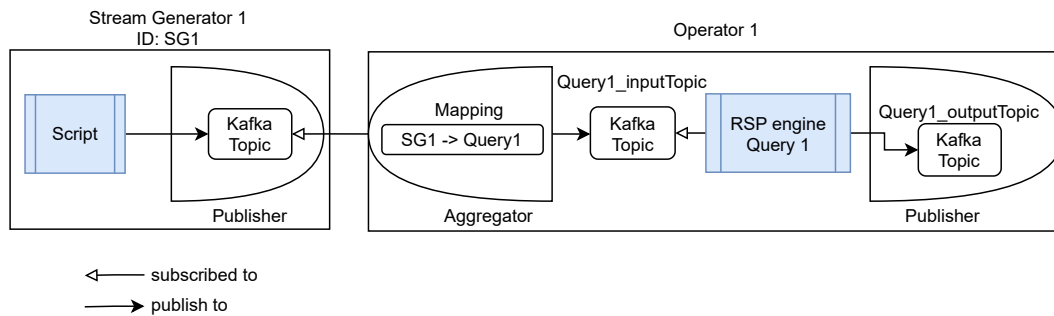 Stream Generator 1
ID: SG1
Script
Kafka
Topic
Publisher
Operator 1
Mapping
SG1 -> Query1
Aggregator
Query1_inputTopic
Kafka
Topic
RSP engine
Query 1
Query1_outputTopic
Kafka
Topic
Publisher
subscribed to
publish to